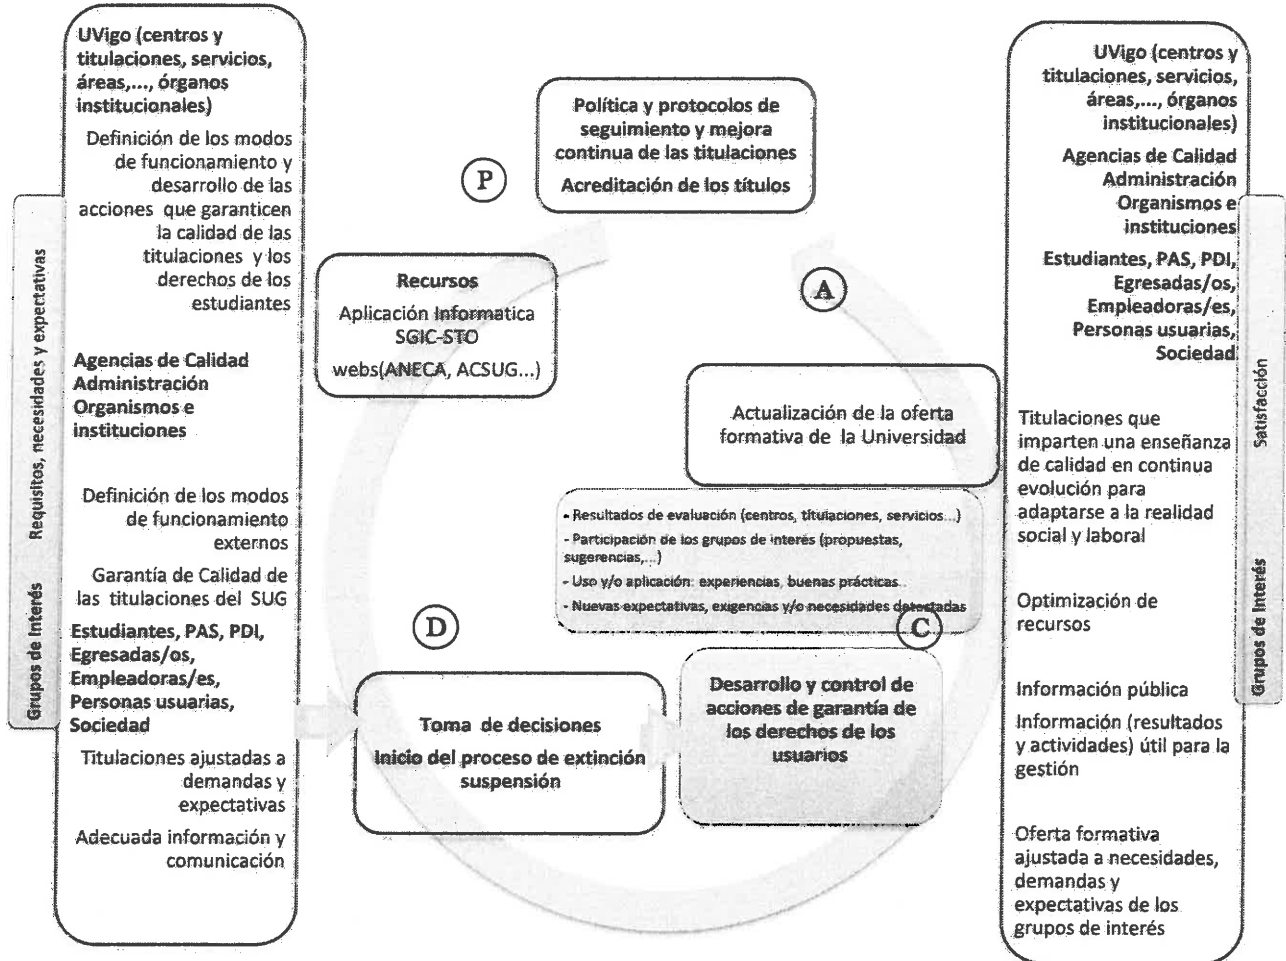 UVigo (centros y
titulaciones, servicios,
áreas,..., órganos
institucionales)
Definición de los modos
de funcionamiento y
desarrollo de las
acciones que garanticen
la calidad de las
titulaciones y los
derechos de los
estudiantes
Agencias de Calidad
Administración
Organismos e
instituciones
Definición de los modos
de funcionamiento
externos
Garantía de Calidad de
las titulaciones del SUG
Estudiantes, PAS, PDI,
Egresadas/os,
Empleadoras/es,
Personas usuarias,
Sociedad
Titulaciones ajustadas a
demandas y
expectativas
Adecuada información y
comunicación
Grupos de Interés Requisitos, necesidades y expectativas
P
Política y protocolos de
seguimiento y mejora
continua de las titulaciones
Acreditación de los títulos
Recursos
Aplicación Informatica
SGIC-STO
webs(ANECA, ACSUG...)
A
Actualización de la oferta
formativa de la Universidad
- Resultados de evaluación (centros, titulaciones, servicios...)
- Participación de los grupos de interés (propuestas,
sugerencias,...)
- Uso y/o aplicación: experiencias, buenas prácticas..
- Nuevas expectativas, exigencias y/o necesidades detectadas
D
C
Toma de decisiones
Inicio del proceso de extinción
suspensión
Desarrollo y control de
acciones de garantía de
los derechos de los
usuarios
UVigo (centros y
titulaciones, servicios,
áreas,..., órganos
institucionales)
Agencias de Calidad
Administración
Organismos e
instituciones
Estudiantes, PAS, PDI,
Egresadas/os,
Empleadoras/es,
Personas usuarias,
Sociedad
Titulaciones que
imparten una enseñanza
de calidad en continua
evolución para
adaptarse a la realidad
social y laboral
Optimización de
recursos
Información pública
Información (resultados
y actividades) útil para la
gestión
Oferta formativa
ajustada a necesidades,
demandas y
expectativas de los
grupos de interés
Grupos de Interés Satisfacción